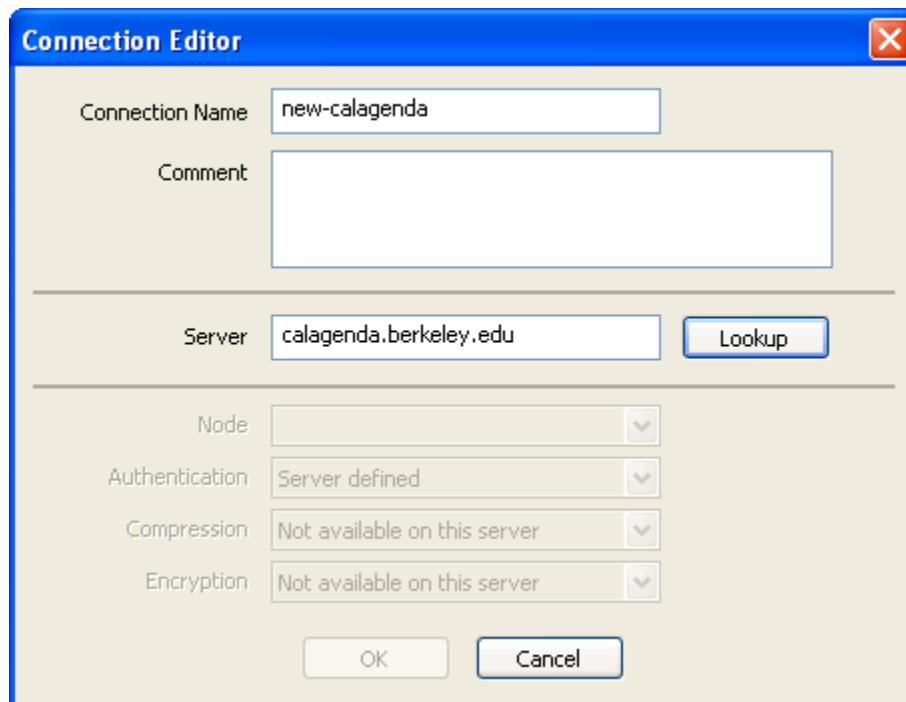 Connection Editor
Connection Name new-calagenda
Comment
Server calagenda.berkeley.edu Lookup
Node
Authentication Server defined
Compression Not available on this server
Encryption Not available on this server
OK Cancel